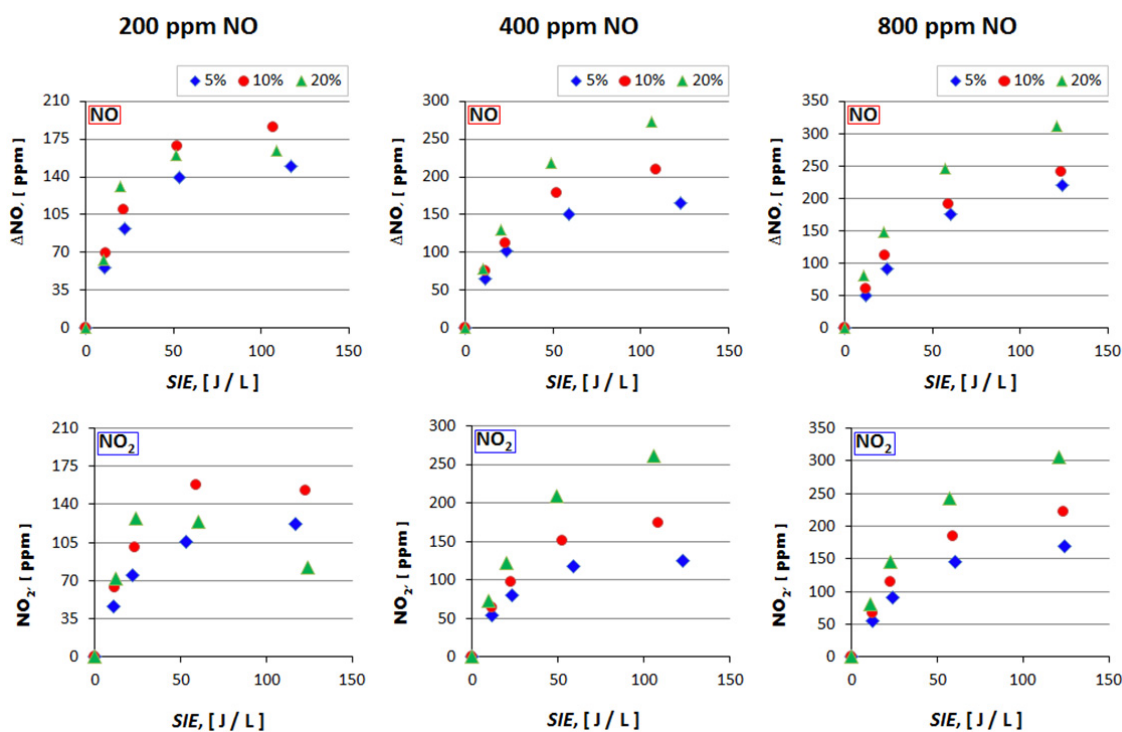 200 ppm NO 400 ppm NO 800 ppm NO
5% 10% 20%
5% 10% 20%
5% 10% 20%
NO
ΔNO, [ ppm ]
210
175
140
105
70
35
0
0 50 100 150
SIE, [ J / L ]
NO
ΔNO, [ ppm ]
300
250
200
150
100
50
0
0 50 100 150
SIE, [ J / L ]
NO
ΔNO, [ ppm ]
350
300
250
200
150
100
50
0
0 50 100 150
SIE, [ J / L ]
NO₂
NO₂, [ ppm ]
210
175
140
105
70
35
0
0 50 100 150
SIE, [ J / L ]
NO₂
NO₂, [ ppm ]
300
250
200
150
100
50
0
0 50 100 150
SIE, [ J / L ]
NO₂
NO₂, [ ppm ]
350
300
250
200
150
100
50
0
0 50 100 150
SIE, [ J / L ]